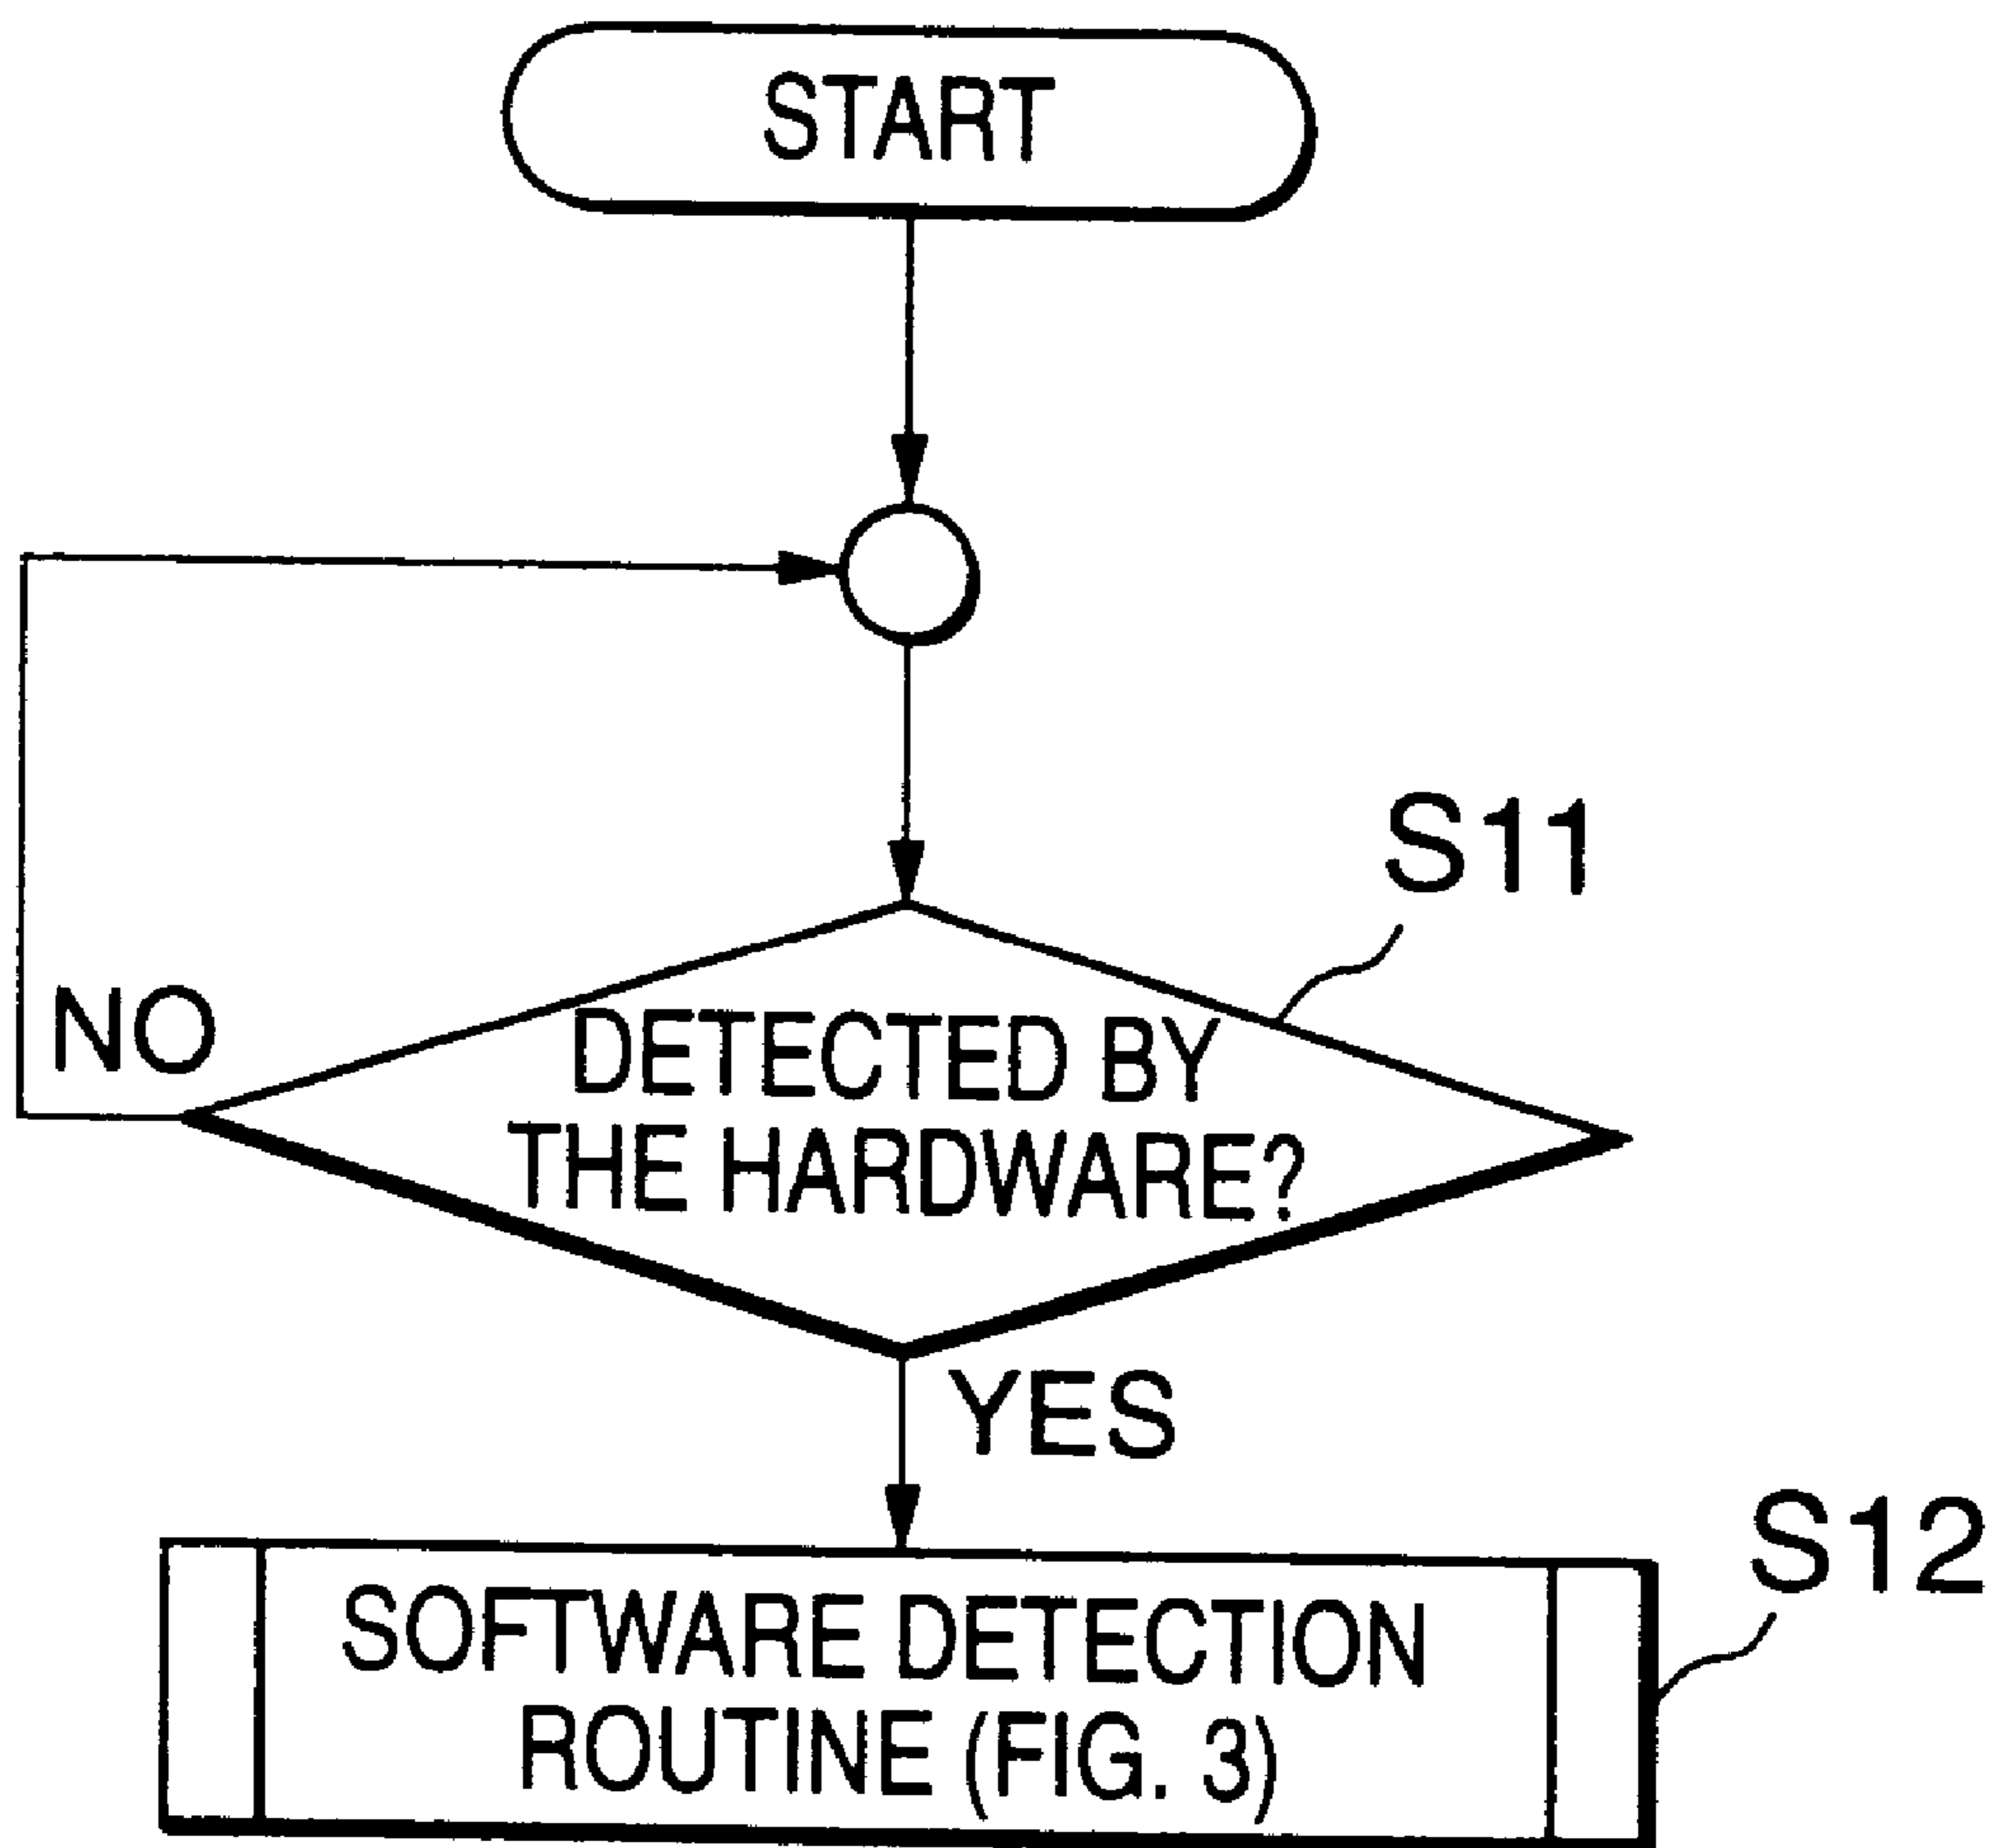 START
S11
NO
DETECTED BY
THE HARDWARE?
YES
S12
SOFTWARE DETECTION
ROUTINE (FIG. 3)